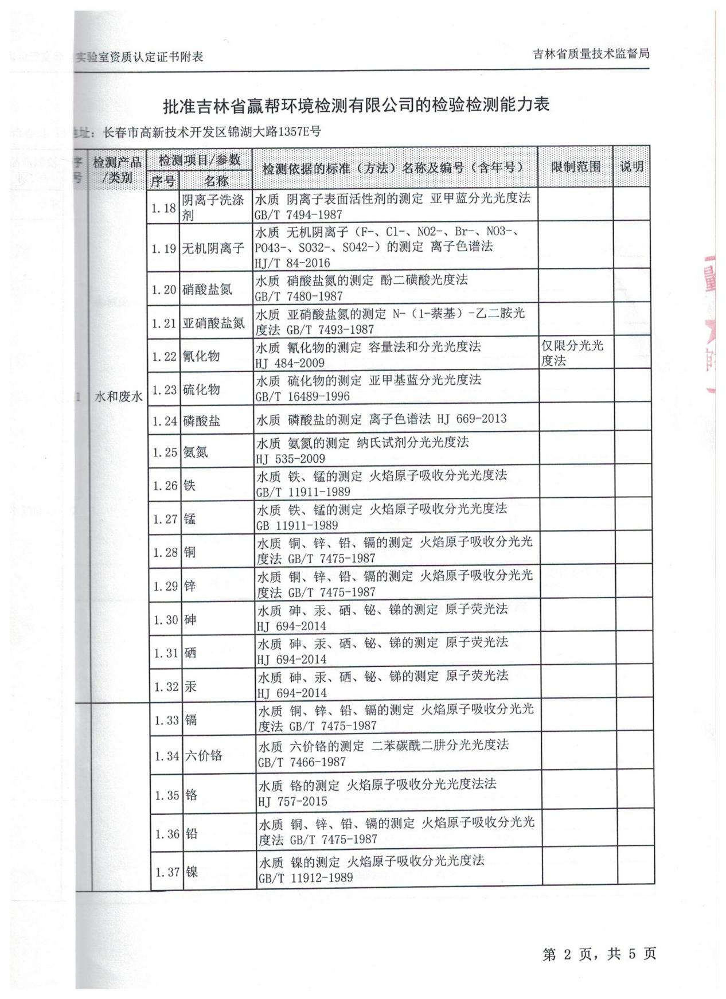 实验室资质认定证书附表
吉林省质量技术监督局
批准吉林省赢帮环境检测有限公司的检验检测能力表
地址：长春市高新技术开发区锦湖大路1357E号
序号 检测产品/类别 检测项目/参数 检测依据的标准（方法）名称及编号（含年号） 限制范围 说明
序号 名称
1.18 阴离子洗涤剂 水质 阴离子表面活性剂的测定 亚甲蓝分光光度法
GB/T 7494-1987
1.19 无机阴离子 水质 无机阴离子（F-、Cl-、NO2-、Br-、NO3-、
PO43-、SO32-、SO42-）的测定 离子色谱法
HJ/T 84-2016
1.20 硝酸盐氮 水质 硝酸盐氮的测定 酚二磺酸光度法
GB/T 7480-1987
1.21 亚硝酸盐氮 水质 亚硝酸盐氮的测定 N-（1-萘基）-乙二胺光
度法 GB/T 7493-1987
1.22 氰化物 水质 氰化物的测定 容量法和分光光度法 仅限分光光
HJ 484-2009 度法
1 水和废水
1.23 硫化物 水质 硫化物的测定 亚甲基蓝分光光度法
GB/T 16489-1996
1.24 磷酸盐 水质 磷酸盐的测定 离子色谱法 HJ 669-2013
1.25 氨氮 水质 氨氮的测定 纳氏试剂分光光度法
HJ 535-2009
1.26 铁 水质 铁、锰的测定 火焰原子吸收分光光度法
GB/T 11911-1989
1.27 锰 水质 铁、锰的测定 火焰原子吸收分光光度法
GB 11911-1989
1.28 铜 水质 铜、锌、铅、镉的测定 火焰原子吸收分光光
度法 GB/T 7475-1987
1.29 锌 水质 铜、锌、铅、镉的测定 火焰原子吸收分光光
度法 GB/T 7475-1987
1.30 砷 水质 砷、汞、硒、铋、锑的测定 原子荧光法
HJ 694-2014
1.31 硒 水质 砷、汞、硒、铋、锑的测定 原子荧光法
HJ 694-2014
1.32 汞 水质 砷、汞、硒、铋、锑的测定 原子荧光法
HJ 694-2014
1.33 镉 水质 铜、锌、铅、镉的测定 火焰原子吸收分光光
度法 GB/T 7475-1987
1.34 六价铬 水质 六价铬的测定 二苯碳酰二肼分光光度法
GB/T 7466-1987
1.35 铬 水质 铬的测定 火焰原子吸收分光光度法法
HJ 757-2015
1.36 铅 水质 铜、锌、铅、镉的测定 火焰原子吸收分光光
度法 GB/T 7475-1987
1.37 镍 水质 镍的测定 火焰原子吸收分光光度法
GB/T 11912-1989
第 2 页，共 5 页